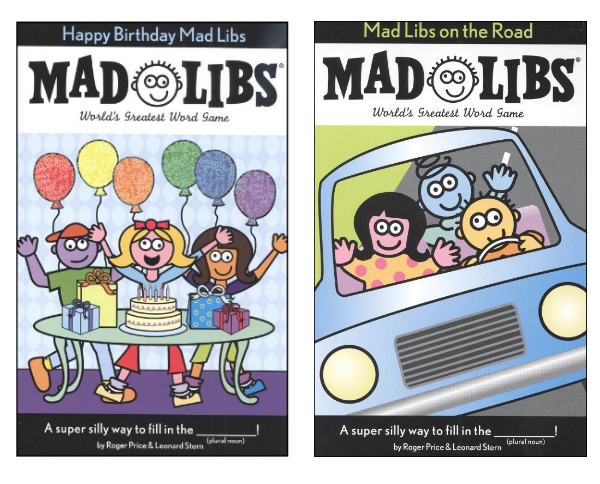 Happy Birthday Mad Libs
MAD LIBS®
World's Greatest Word Game
A super silly way to fill in the __________!
(plural noun)
by Roger Price & Leonard Stern
Mad Libs on the Road
MAD LIBS®
World's Greatest Word Game
A super silly way to fill in the __________!
(plural noun)
by Roger Price & Leonard Stern